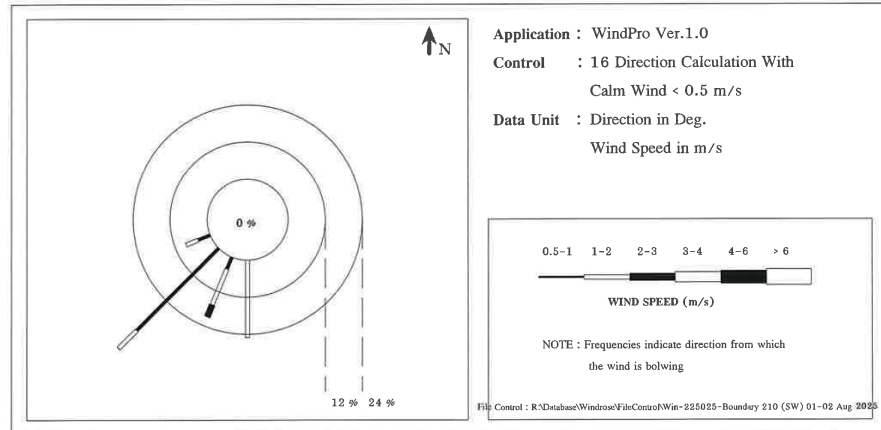 N
Application : WindPro Ver.1.0
Control : 16 Direction Calculation With
Calm Wind < 0.5 m/s
Data Unit : Direction in Deg.
Wind Speed in m/s
0 %
12 % 24 %
0.5-1 1-2 2-3 3-4 4-6 > 6
WIND SPEED (m/s)
NOTE : Frequencies indicate direction from which
the wind is bolwing
File Control : R:\Database\Windrose\FileControl\Win-225025-Boundary 210 (SW) 01-02 Aug 2025